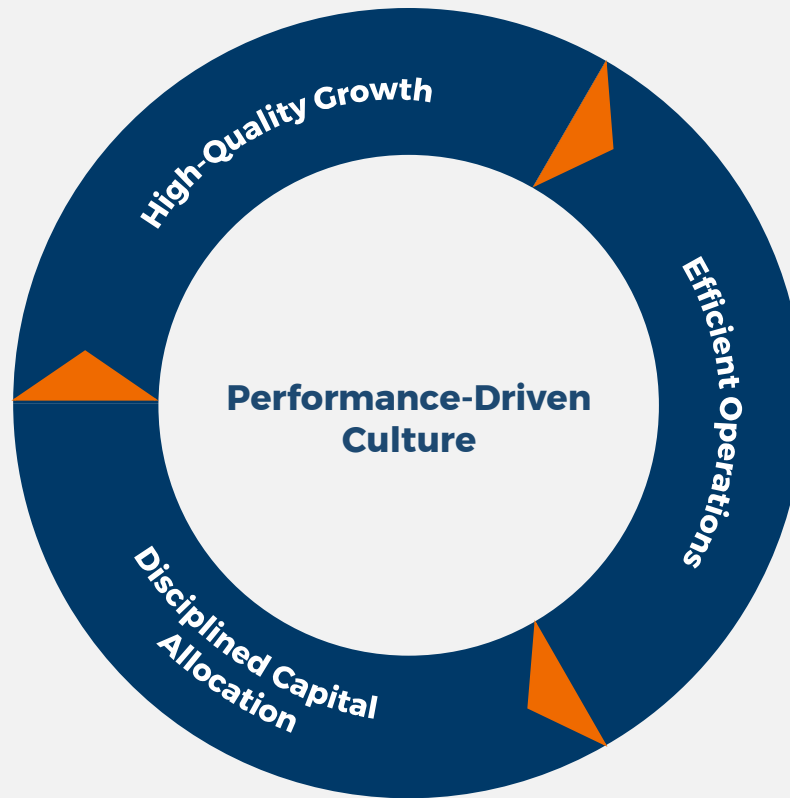 High-Quality Growth
Efficient Operations
Performance-Driven
Culture
Disciplined Capital
Allocation